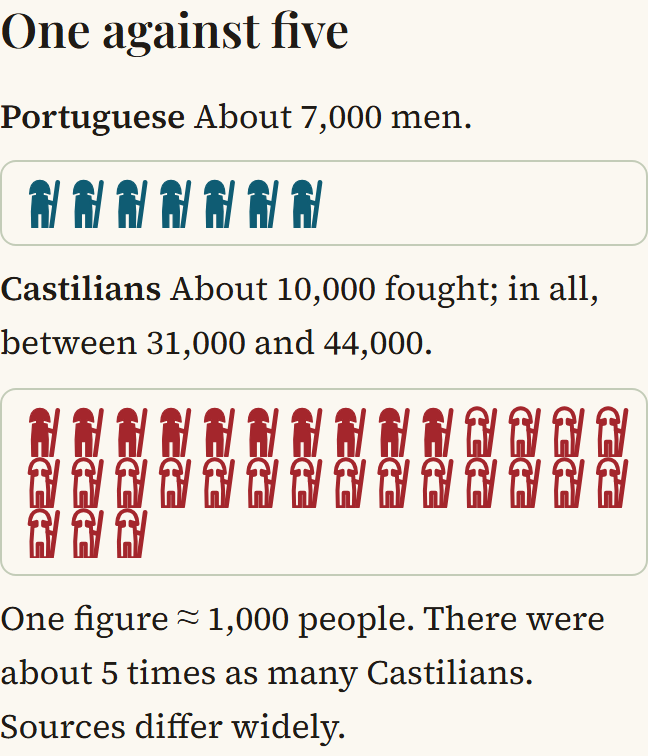 One against five
Portuguese About 7,000 men.
Castilians About 10,000 fought; in all,
between 31,000 and 44,000.
One figure ≈ 1,000 people. There were
about 5 times as many Castilians.
Sources differ widely.